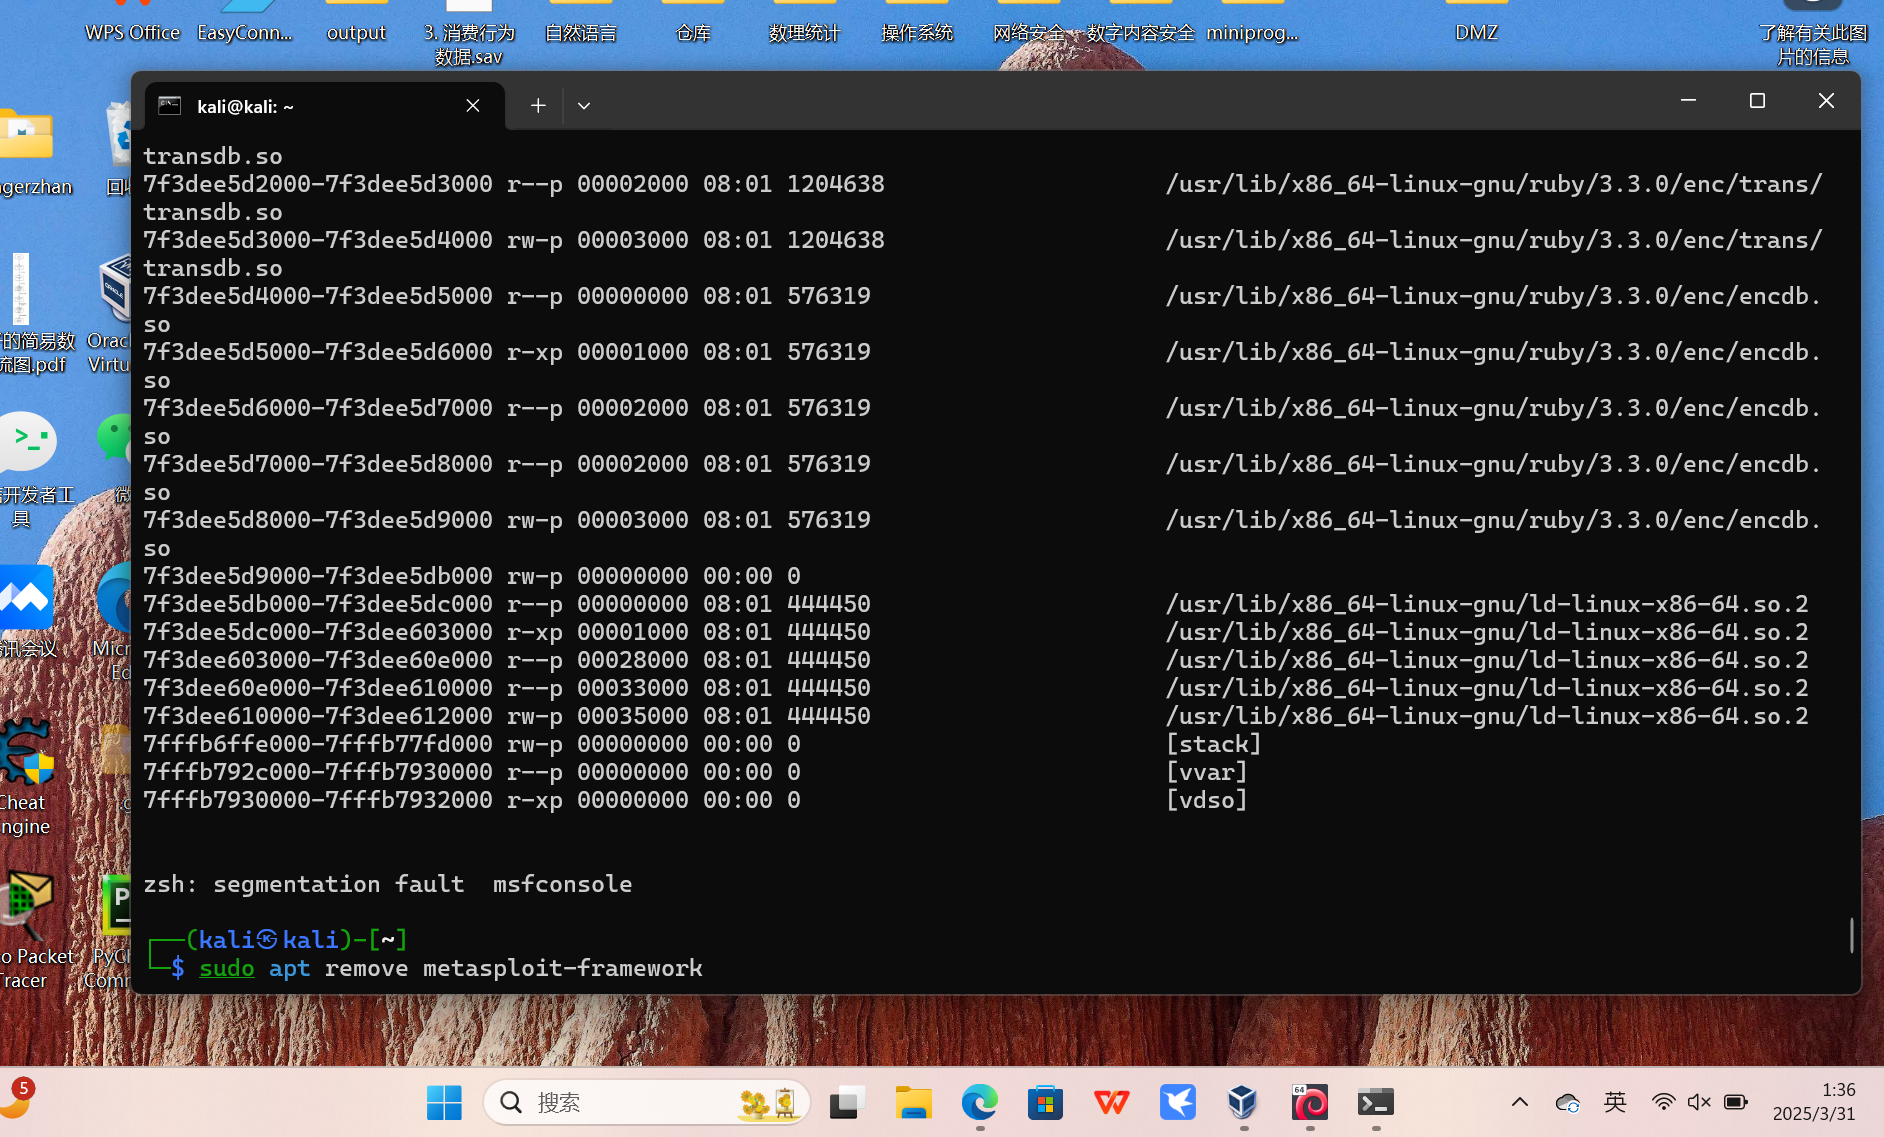 WPS Office
EasyConn...
output
3. 消费行为
数据.sav
自然语言
仓库
数理统计
操作系统
网络安全
数字内容安全
miniprog...
DMZ
了解有关此图
片的信息
gerzhan
的简易数
流图.pdf
Orac
Virtu
开发者工
具
微
讯会议
Micr
Ed
Cheat
ngine
.g
o Packet
racer
PyCh
Comm
kali@kali: ~
transdb.so
7f3dee5d2000-7f3dee5d3000 r--p 00002000 08:01 1204638 /usr/lib/x86_64-linux-gnu/ruby/3.3.0/enc/trans/
transdb.so
7f3dee5d3000-7f3dee5d4000 rw-p 00003000 08:01 1204638 /usr/lib/x86_64-linux-gnu/ruby/3.3.0/enc/trans/
transdb.so
7f3dee5d4000-7f3dee5d5000 r--p 00000000 08:01 576319 /usr/lib/x86_64-linux-gnu/ruby/3.3.0/enc/encdb.
so
7f3dee5d5000-7f3dee5d6000 r-xp 00001000 08:01 576319 /usr/lib/x86_64-linux-gnu/ruby/3.3.0/enc/encdb.
so
7f3dee5d6000-7f3dee5d7000 r--p 00002000 08:01 576319 /usr/lib/x86_64-linux-gnu/ruby/3.3.0/enc/encdb.
so
7f3dee5d7000-7f3dee5d8000 r--p 00002000 08:01 576319 /usr/lib/x86_64-linux-gnu/ruby/3.3.0/enc/encdb.
so
7f3dee5d8000-7f3dee5d9000 rw-p 00003000 08:01 576319 /usr/lib/x86_64-linux-gnu/ruby/3.3.0/enc/encdb.
so
7f3dee5d9000-7f3dee5db000 rw-p 00000000 00:00 0
7f3dee5db000-7f3dee5dc000 r--p 00000000 08:01 444450 /usr/lib/x86_64-linux-gnu/ld-linux-x86-64.so.2
7f3dee5dc000-7f3dee603000 r-xp 00001000 08:01 444450 /usr/lib/x86_64-linux-gnu/ld-linux-x86-64.so.2
7f3dee603000-7f3dee60e000 r--p 00028000 08:01 444450 /usr/lib/x86_64-linux-gnu/ld-linux-x86-64.so.2
7f3dee60e000-7f3dee610000 r--p 00033000 08:01 444450 /usr/lib/x86_64-linux-gnu/ld-linux-x86-64.so.2
7f3dee610000-7f3dee612000 rw-p 00035000 08:01 444450 /usr/lib/x86_64-linux-gnu/ld-linux-x86-64.so.2
7fffb6ffe000-7fffb77fd000 rw-p 00000000 00:00 0 [stack]
7fffb792c000-7fffb7930000 r--p 00000000 00:00 0 [vvar]
7fffb7930000-7fffb7932000 r-xp 00000000 00:00 0 [vdso]
zsh: segmentation fault  msfconsole
┌──(kali㉿kali)-[~]
└─$ sudo apt remove metasploit-framework
5
搜索
64
英
1:36
2025/3/31